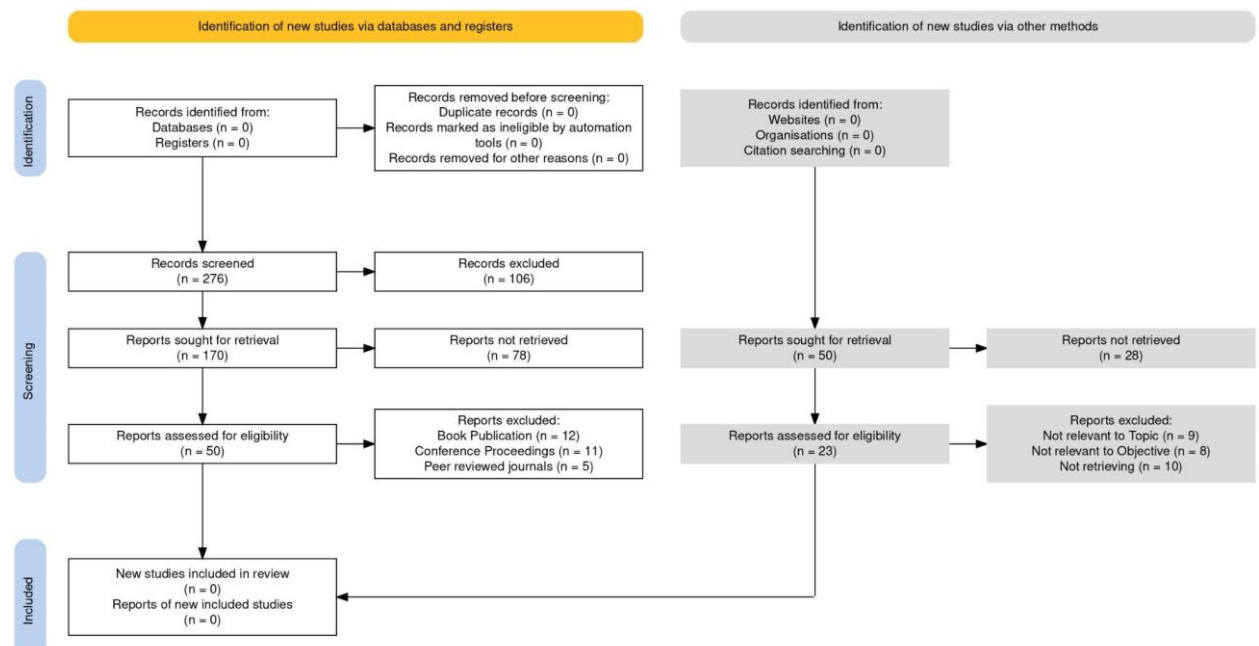 Identification of new studies via databases and registers
Identification of new studies via other methods
Identification
Records identified from:
Databases (n = 0)
Registers (n = 0)
Records removed before screening:
Duplicate records (n = 0)
Records marked as ineligible by automation
tools (n = 0)
Records removed for other reasons (n = 0)
Records identified from:
Websites (n = 0)
Organisations (n = 0)
Citation searching (n = 0)
Screening
Records screened
(n = 276)
Records excluded
(n = 106)
Reports sought for retrieval
(n = 170)
Reports not retrieved
(n = 78)
Reports sought for retrieval
(n = 50)
Reports not retrieved
(n = 28)
Reports assessed for eligibility
(n = 50)
Reports excluded:
Book Publication (n = 12)
Conference Proceedings (n = 11)
Peer reviewed journals (n = 5)
Reports assessed for eligibility
(n = 23)
Reports excluded:
Not relevant to Topic (n = 9)
Not relevant to Objective (n = 8)
Not retrieving (n = 10)
Included
New studies included in review
(n = 0)
Reports of new included studies
(n = 0)